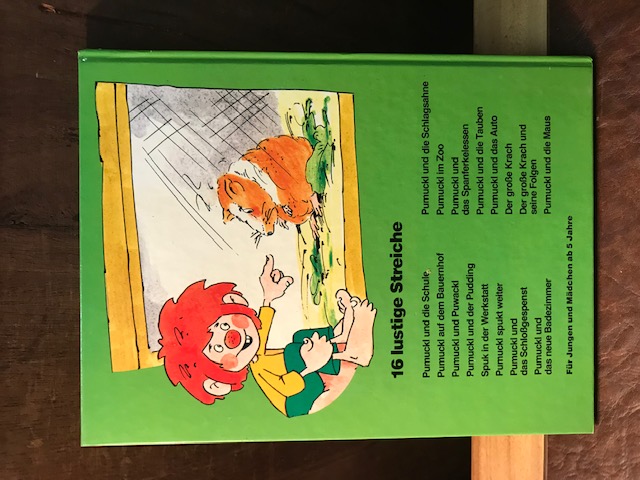 16 lustige Streiche
Pumuckl und die Schule
Pumuckl auf dem Bauernhof
Pumuckl und Puwackl
Pumuckl und der Pudding
Spuk in der Werkstatt
Pumuckl spukt weiter
Pumuckl und
das Schloßgespenst
Pumuckl und
das neue Badezimmer
Pumuckl und die Schlagsahne
Pumuckl im Zoo
Pumuckl und
das Spanferkelessen
Pumuckl und die Tauben
Pumuckl und das Auto
Der große Krach
Der große Krach und
seine Folgen
Pumuckl und die Maus
Für Jungen und Mädchen ab 5 Jahre